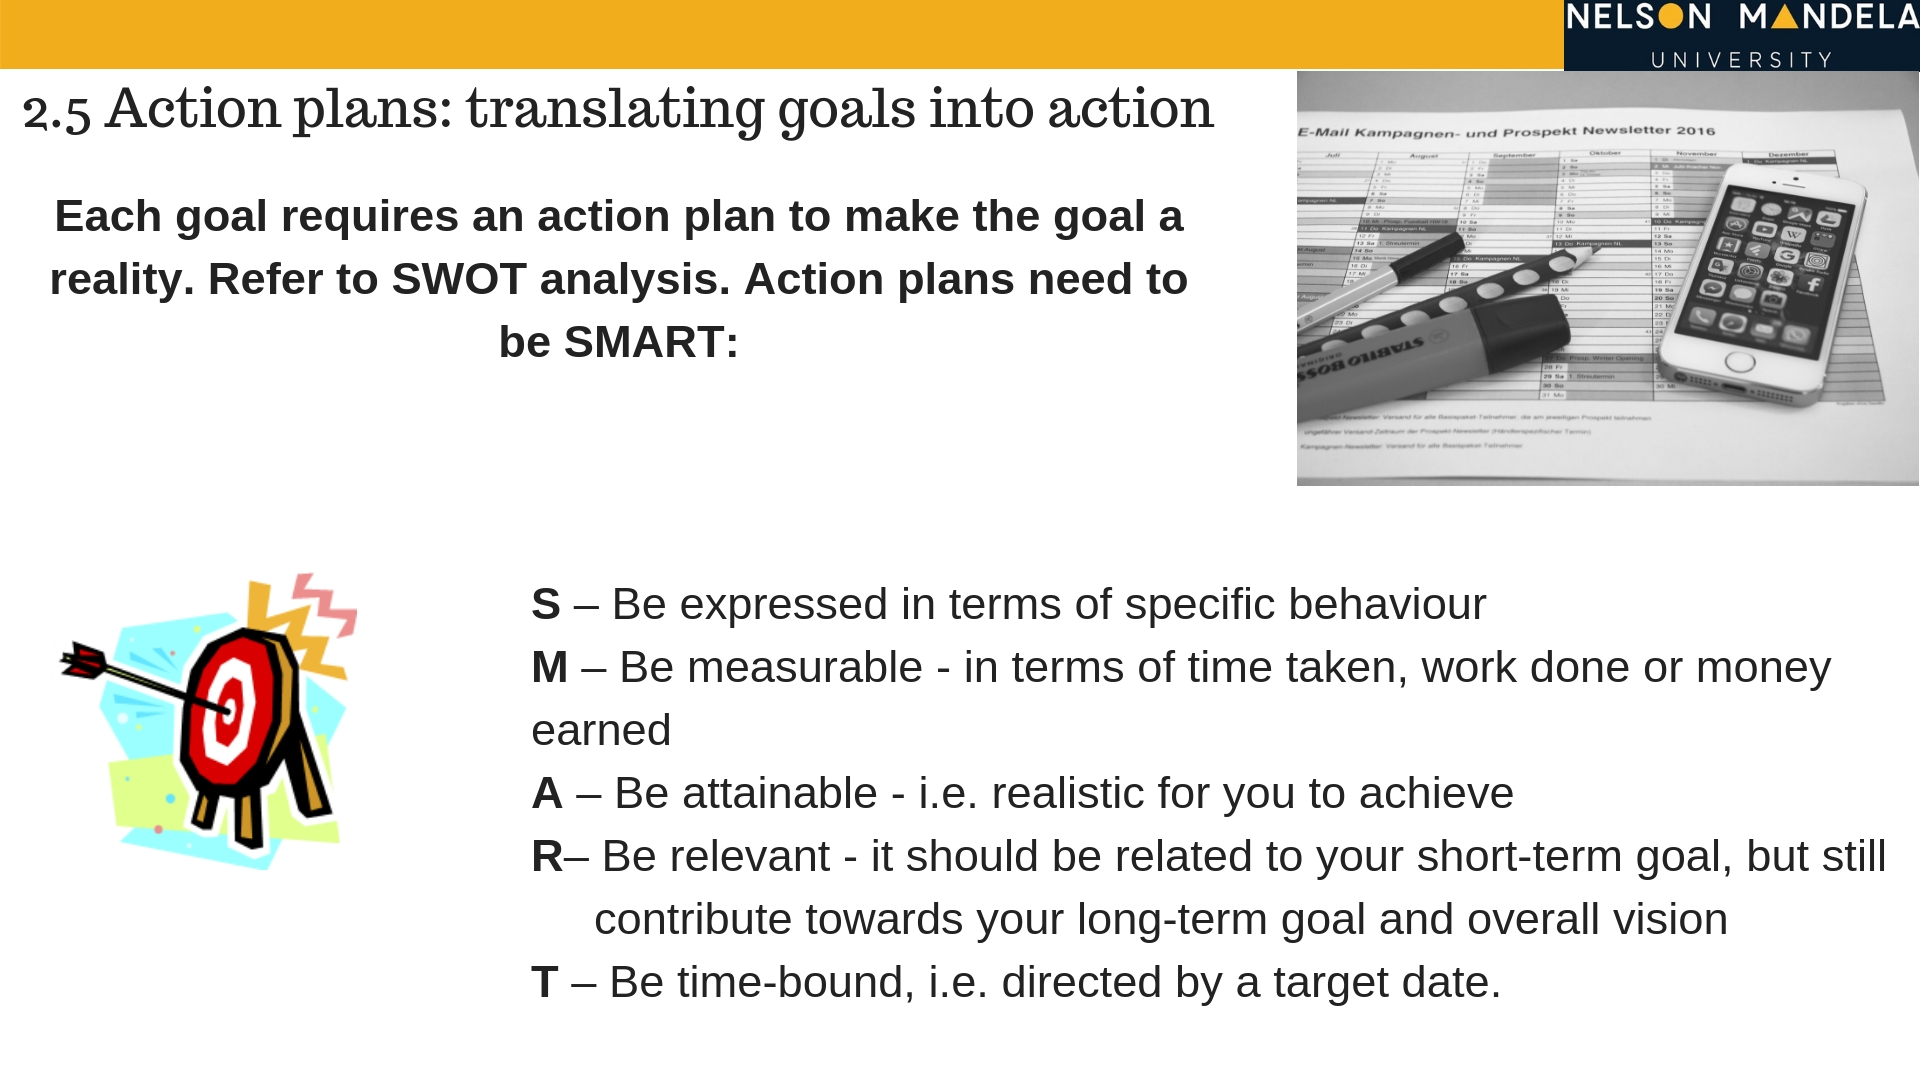 NELSON MANDELA
UNIVERSITY
2.5 Action plans: translating goals into action
Each goal requires an action plan to make the goal a
reality. Refer to SWOT analysis. Action plans need to
be SMART:
E-Mail Kampagnen- und Prospekt Newsletter 2016
Juli August September Oktober November Dezember
STABILO BOSS
ORIGINAL
S – Be expressed in terms of specific behaviour
M – Be measurable - in terms of time taken, work done or money
earned
A – Be attainable - i.e. realistic for you to achieve
R– Be relevant - it should be related to your short-term goal, but still
contribute towards your long-term goal and overall vision
T – Be time-bound, i.e. directed by a target date.